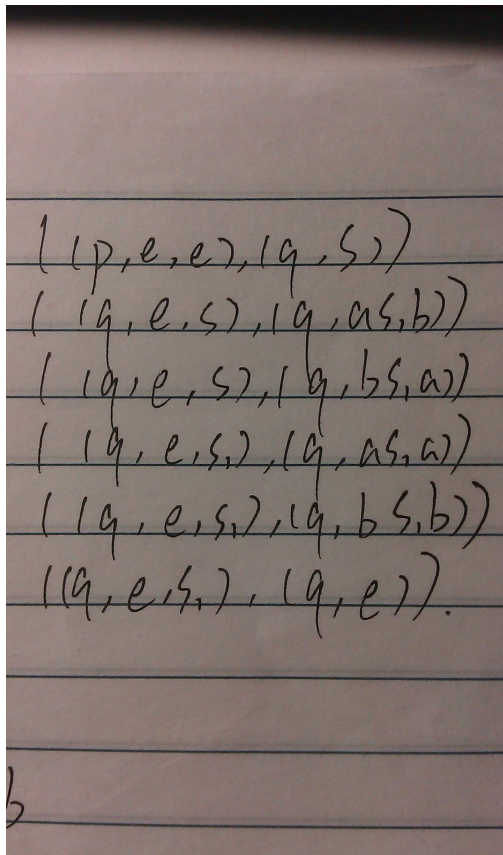 ((p,e,e),(q,S))
((q,e,S),(q,aS,b))
((q,e,S),(q,bS,a))
((q,e,S,),(q,aS,a))
((q,e,S,),(q,bS,b))
((q,e,S,),(q,e)).
b